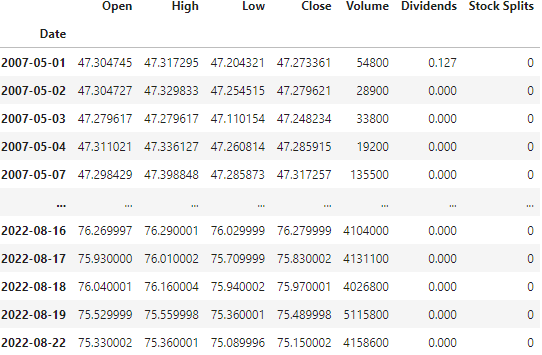 Open High Low Close Volume Dividends Stock Splits
Date
2007-05-01 47.304745 47.317295 47.204321 47.273361 54800 0.127 0
2007-05-02 47.304727 47.329833 47.254515 47.279621 28900 0.000 0
2007-05-03 47.279617 47.279617 47.110154 47.248234 33800 0.000 0
2007-05-04 47.311021 47.336127 47.260814 47.285915 19200 0.000 0
2007-05-07 47.298429 47.398848 47.285873 47.317257 135500 0.000 0
... ... ... ... ... ... ... ...
2022-08-16 76.269997 76.290001 76.029999 76.279999 4104000 0.000 0
2022-08-17 75.930000 76.010002 75.709999 75.830002 4131100 0.000 0
2022-08-18 76.040001 76.160004 75.940002 75.970001 4026800 0.000 0
2022-08-19 75.529999 75.559998 75.360001 75.489998 5115800 0.000 0
2022-08-22 75.330002 75.360001 75.089996 75.150002 4158600 0.000 0